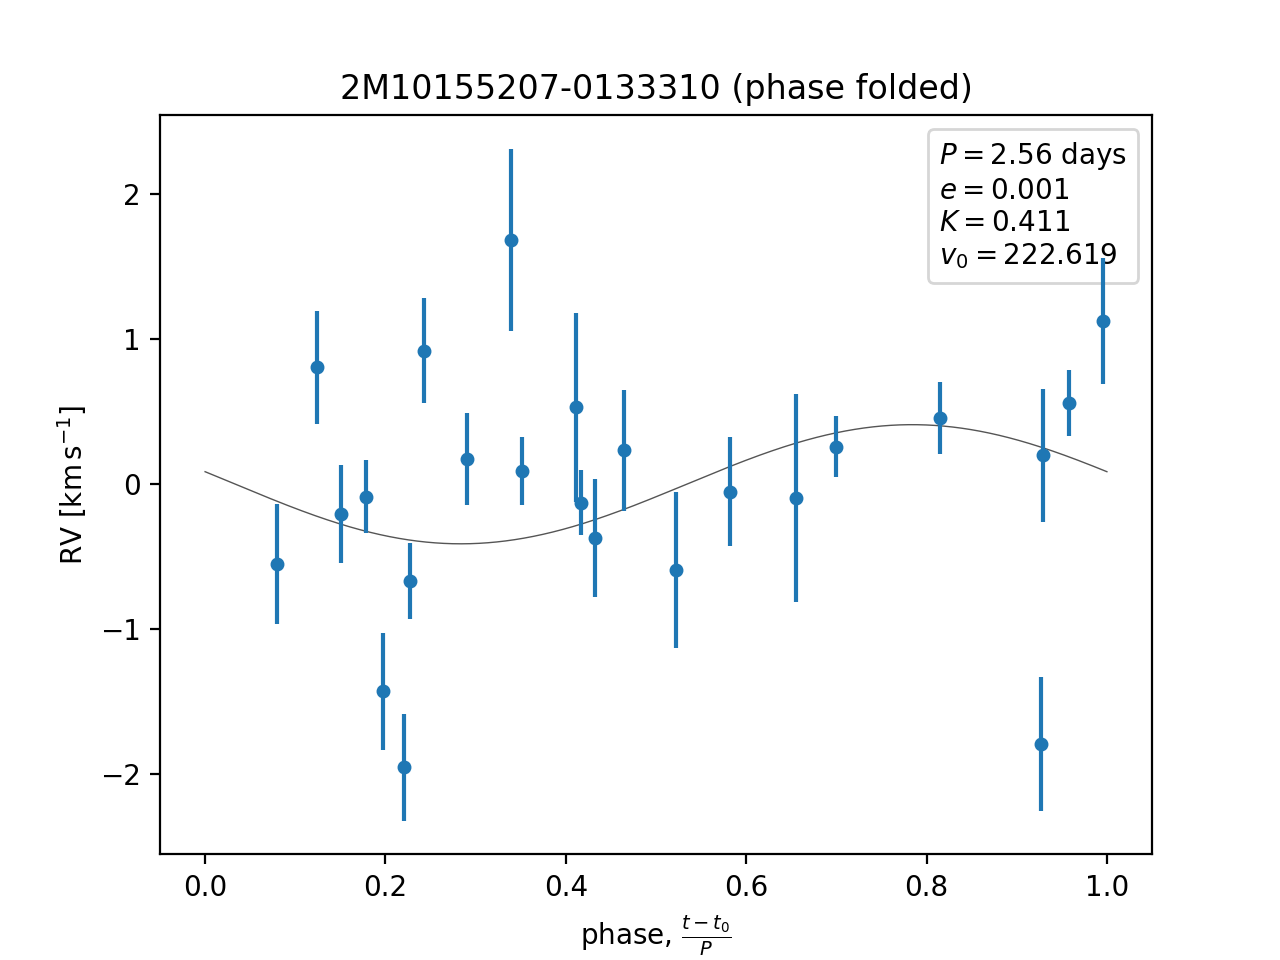 2M10155207-0133310 (phase folded)
P = 2.56 days
e = 0.001
K = 0.411
v₀ = 222.619
RV [km s⁻¹]
2
1
0
−1
−2
0.0 0.2 0.4 0.6 0.8 1.0
phase, (t − t₀)/P